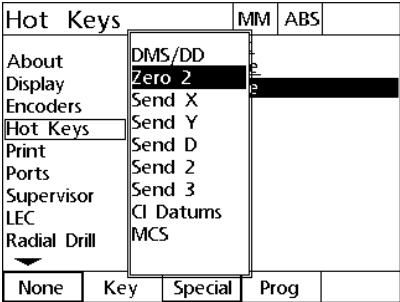 Hot Keys MM ABS
About
Display
Encoders
Hot Keys
Print
Ports
Supervisor
LEC
Radial Drill
DMS/DD
Zero 2
Send X
Send Y
Send D
Send 2
Send 3
CI Datums
MCS
None Key Special Prog